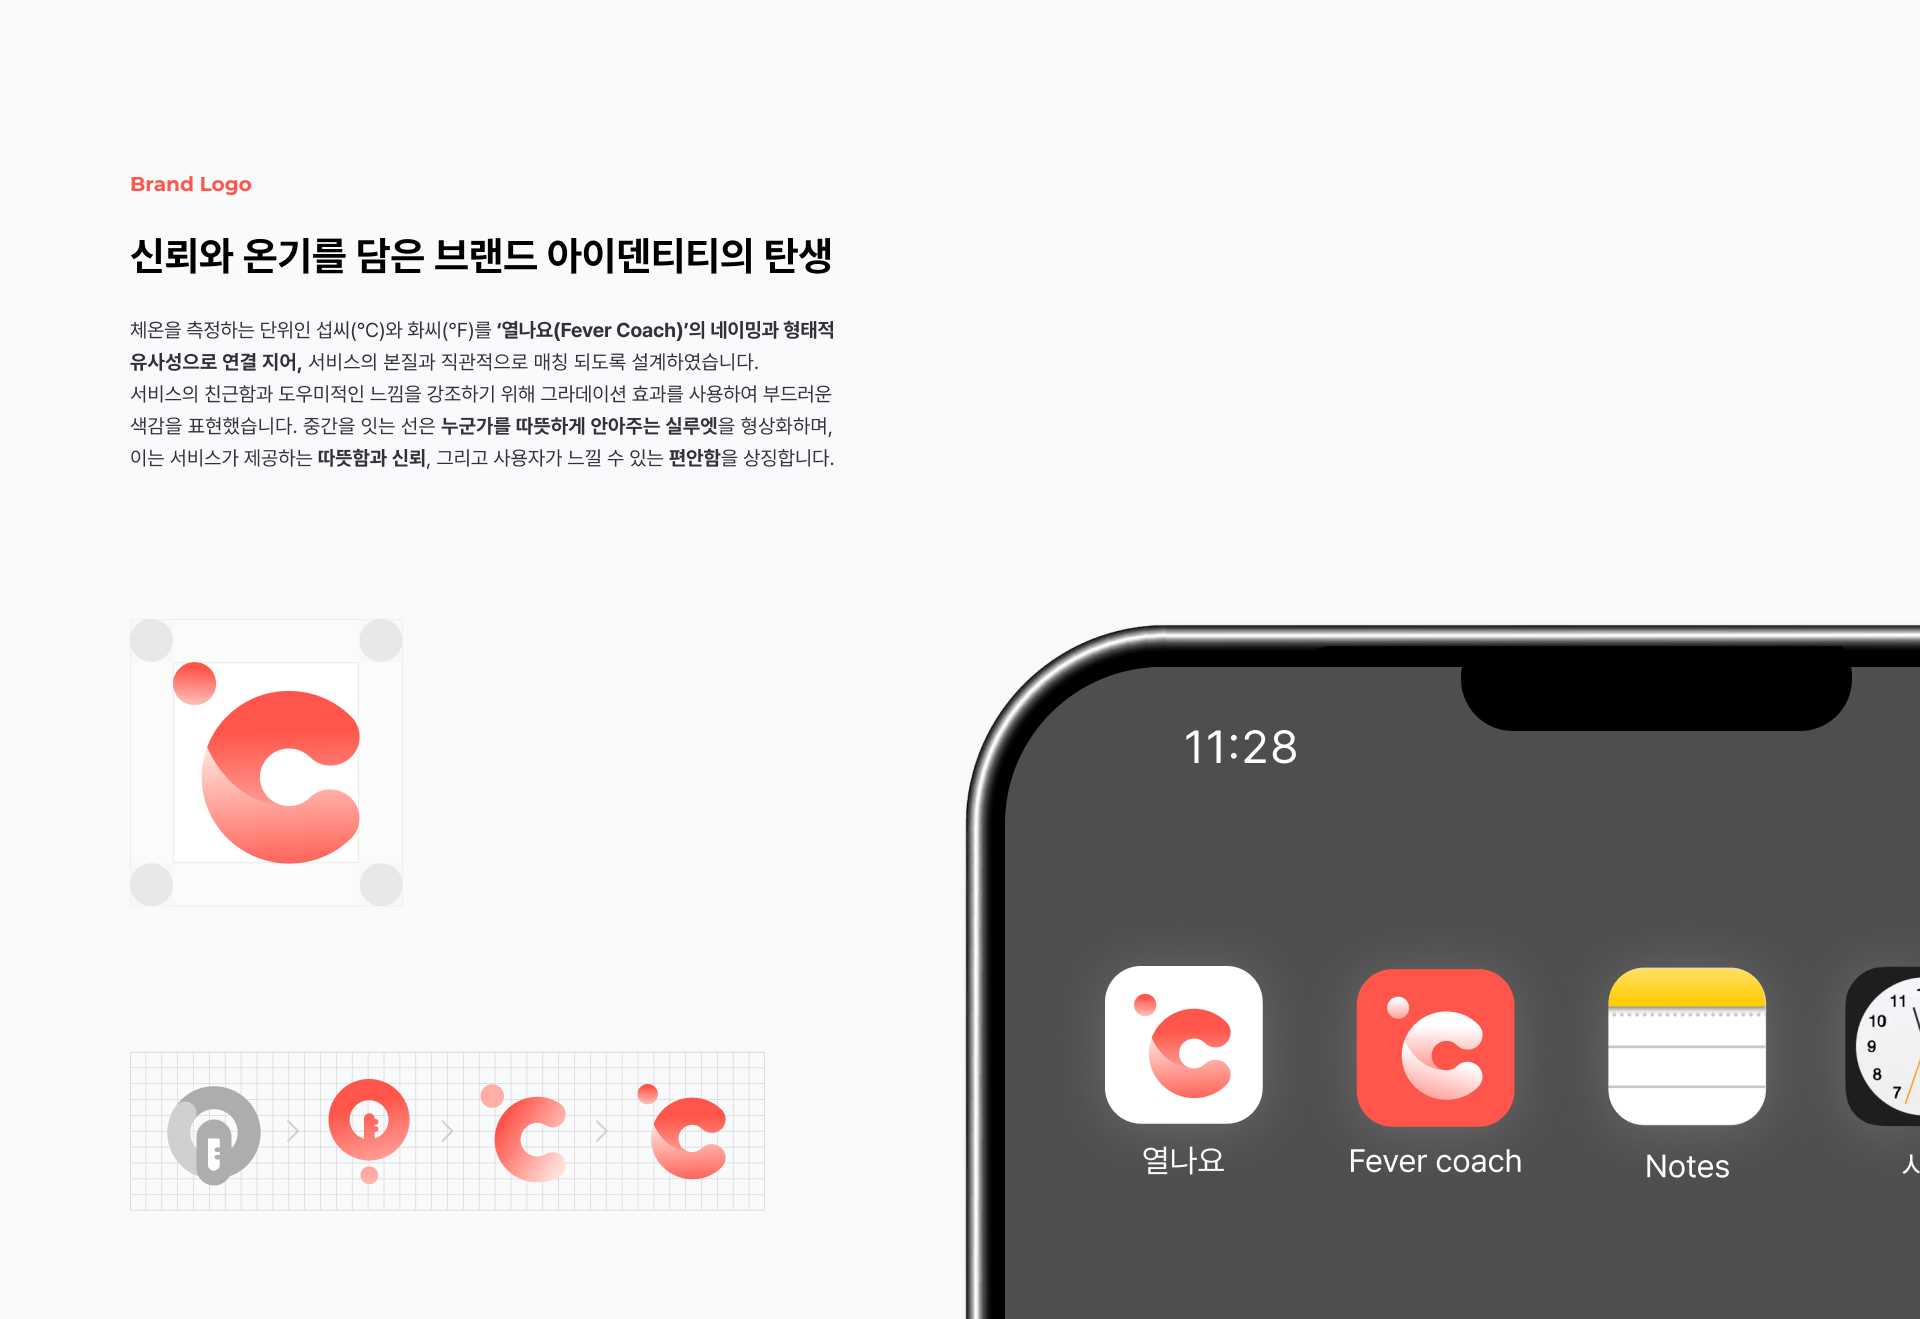 Brand Logo
신뢰와 온기를 담은 브랜드 아이덴티티의 탄생
체온을 측정하는 단위인 섭씨(°C)와 화씨(°F)를 ‘열나요(Fever Coach)’의 네이밍과 형태적
유사성으로 연결 지어, 서비스의 본질과 직관적으로 매칭 되도록 설계하였습니다.
서비스의 친근함과 도우미적인 느낌을 강조하기 위해 그라데이션 효과를 사용하여 부드러운
색감을 표현했습니다. 중간을 잇는 선은 누군가를 따뜻하게 안아주는 실루엣을 형상화하며,
이는 서비스가 제공하는 따뜻함과 신뢰, 그리고 사용자가 느낄 수 있는 편안함을 상징합니다.
11:28
11
10
9
8
7
열나요
Fever coach
Notes